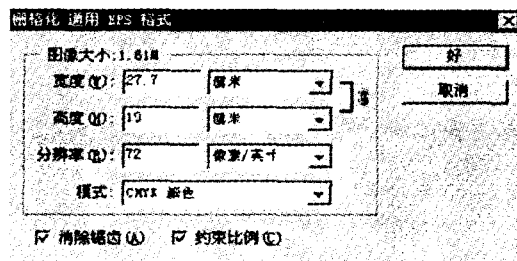 栅格化 通用 EPS 格式
图像大小:1.61M
宽度(W): 27.7 厘米
高度(H): 19 厘米
分辨率(R): 72 像素/英寸
模式: CMYK 颜色
消除锯齿(A) 约束比例(C)
好
取消